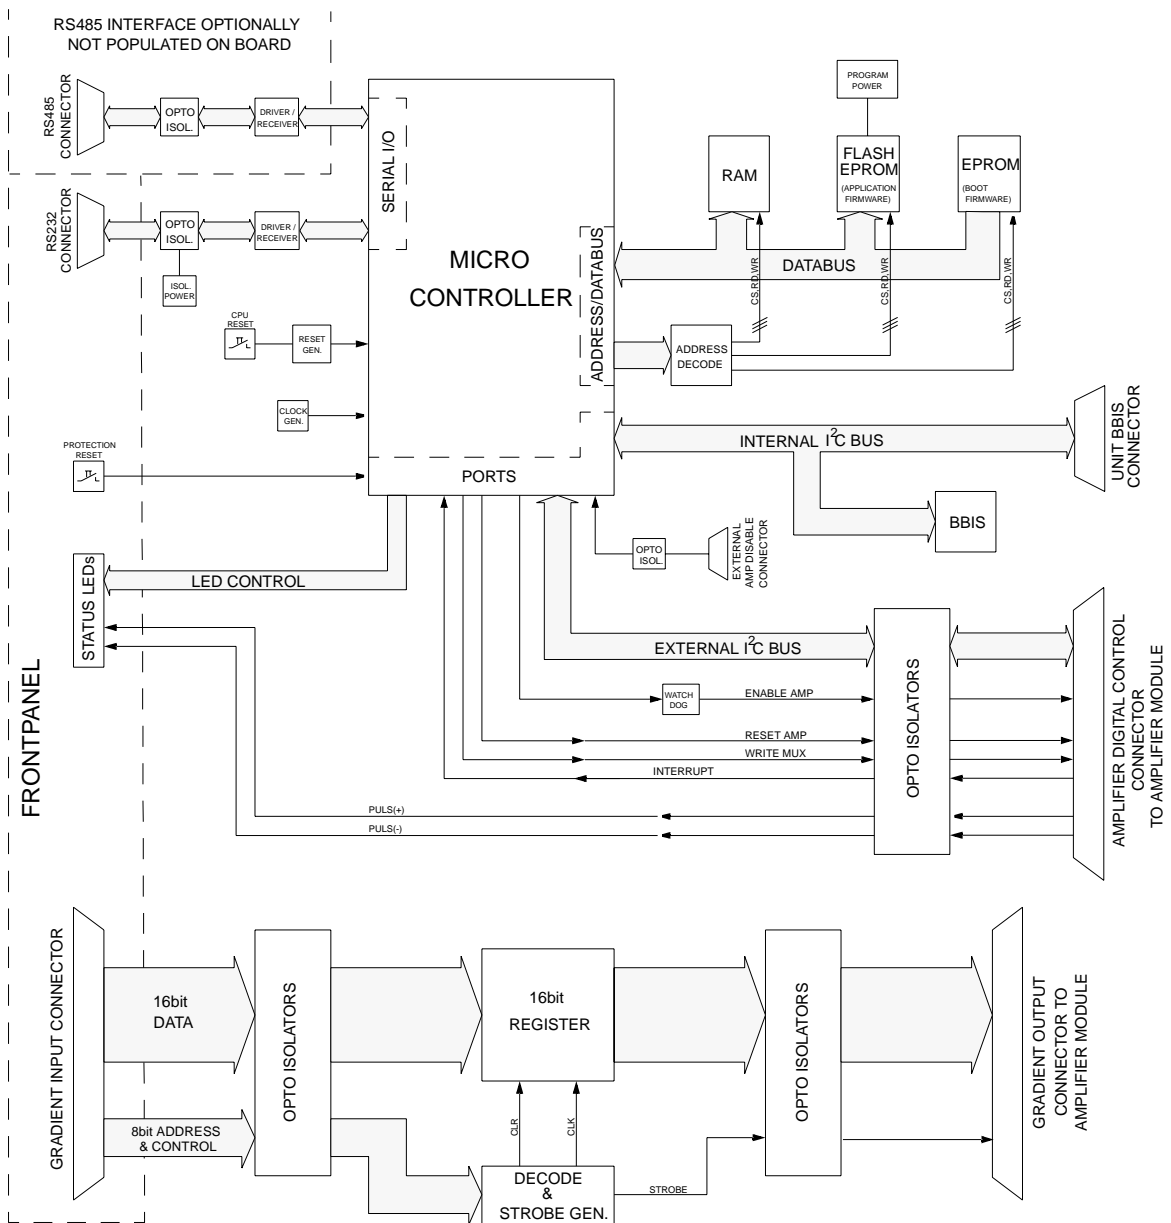 RS485 INTERFACE OPTIONALLY
NOT POPULATED ON BOARD
RS485
CONNECTOR
OPTO
ISOL.
DRIVER /
RECEIVER
SERIAL I/O
RS232
CONNECTOR
OPTO
ISOL.
DRIVER /
RECEIVER
ISOL.
POWER
CPU
RESET
RESET
GEN.
CLOCK
GEN.
PROTECTION
RESET
MICRO
CONTROLLER
ADDRESS/DATABUS
PORTS
PROGRAM
POWER
RAM
FLASH
EPROM
(APPLICATION
FIRMWARE)
EPROM
(BOOT
FIRMWARE)
DATABUS
CS,RD,WR
CS,RD,WR
CS,RD,WR
ADDRESS
DECODE
INTERNAL I2C BUS
UNIT BBIS
CONNECTOR
BBIS
OPTO
ISOL.
EXTERNAL
AMP DISABLE
CONNECTOR
STATUS LEDs
LED CONTROL
EXTERNAL I2C BUS
WATCH
DOG
ENABLE AMP
RESET AMP
WRITE MUX
INTERRUPT
PULS(+)
PULS(-)
OPTO ISOLATORS
AMPLIFIER DIGITAL CONTROL
CONNECTOR
TO AMPLIFIER MODULE
FRONTPANEL
GRADIENT INPUT CONNECTOR
16bit
DATA
8bit ADDRESS
& CONTROL
OPTO ISOLATORS
16bit
REGISTER
CLR
CLK
DECODE
&
STROBE GEN.
STROBE
OPTO ISOLATORS
GRADIENT OUTPUT
CONNECTOR TO
AMPLIFIER MODULE